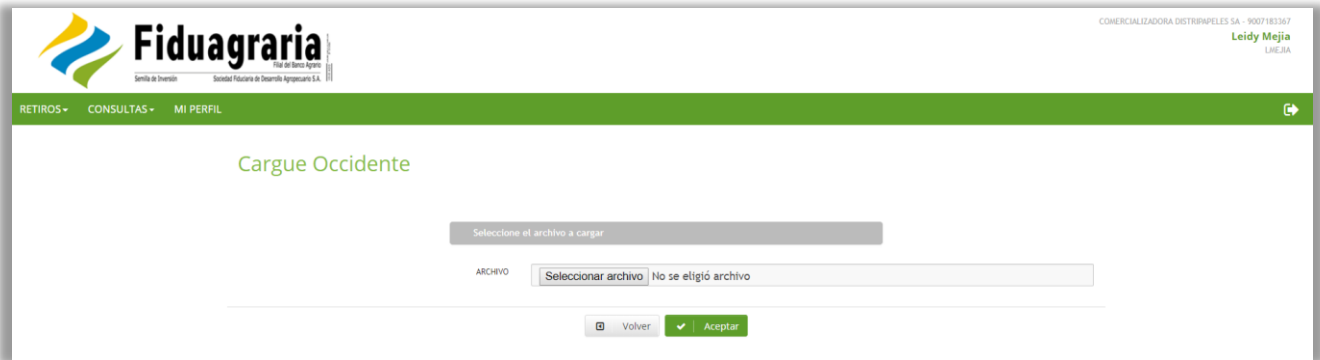 COMERCIALIZADORA DISTRIPAPELES SA - 9007183367
Leidy Mejia
LMEJIA
Fiduagraria
Filial del Banco Agrario
Semilla de Inversión Sociedad Fiduciaria de Desarrollo Agropecuario S.A.
RETIROS CONSULTAS MI PERFIL
Cargue Occidente
Seleccione el archivo a cargar
ARCHIVO Seleccionar archivo No se eligió archivo
Volver Aceptar